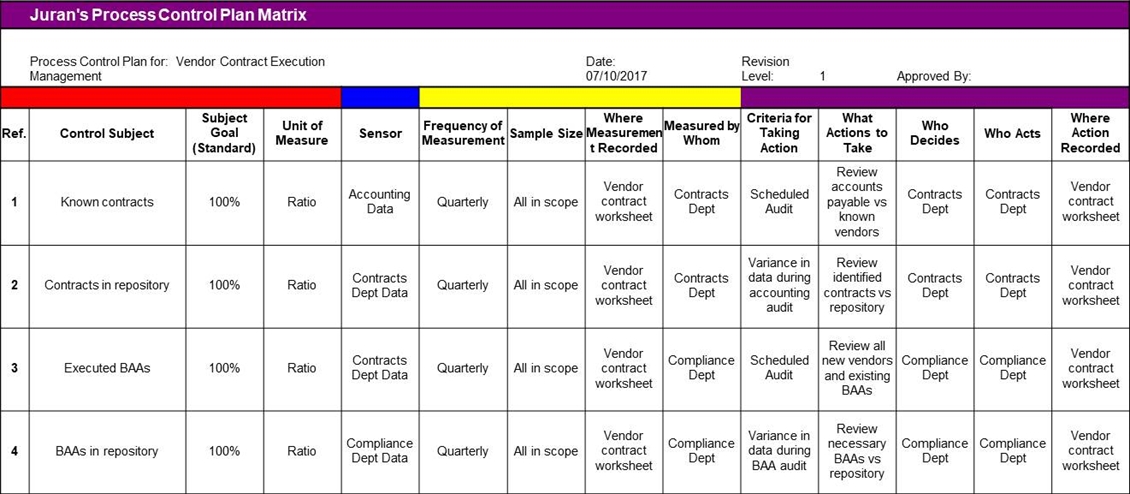 Juran's Process Control Plan Matrix
Process Control Plan for: Vendor Contract Execution
Management
Date:
07/10/2017
Revision
Level: 1
Approved By:
Ref.
Control Subject
Subject
Goal
(Standard)
Unit of
Measure
Sensor
Frequency of
Measurement
Sample Size
Where
Measuremen
t Recorded
Measured by
Whom
Criteria for
Taking
Action
What
Actions to
Take
Who
Decides
Who Acts
Where
Action
Recorded
1
Known contracts
100%
Ratio
Accounting
Data
Quarterly
All in scope
Vendor
contract
worksheet
Contracts
Dept
Scheduled
Audit
Review
accounts
payable vs
known
vendors
Contracts
Dept
Contracts
Dept
Vendor
contract
worksheet
2
Contracts in repository
100%
Ratio
Contracts
Dept Data
Quarterly
All in scope
Vendor
contract
worksheet
Contracts
Dept
Variance in
data during
accounting
audit
Review
identified
contracts vs
repository
Contracts
Dept
Contracts
Dept
Vendor
contract
worksheet
3
Executed BAAs
100%
Ratio
Contracts
Dept Data
Quarterly
All in scope
Vendor
contract
worksheet
Compliance
Dept
Scheduled
Audit
Review all
new vendors
and existing
BAAs
Compliance
Dept
Compliance
Dept
Vendor
contract
worksheet
4
BAAs in repository
100%
Ratio
Compliance
Dept Data
Quarterly
All in scope
Vendor
contract
worksheet
Compliance
Dept
Variance in
data during
BAA audit
Review
necessary
BAAs vs
repository
Compliance
Dept
Compliance
Dept
Vendor
contract
worksheet